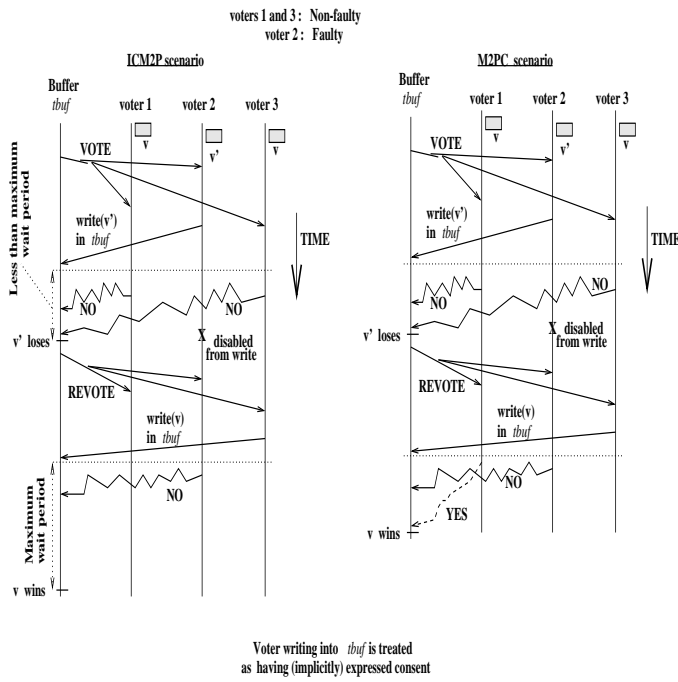 voters 1 and 3 : Non-faulty
voter 2 : Faulty
ICM2P scenario
Buffer
tbuf
voter 1
voter 2
voter 3
v
v'
v
VOTE
write(v')
in tbuf
TIME
Less than maximum
wait period
NO
NO
v' loses
X disabled
from write
REVOTE
write(v)
in tbuf
Maximum
wait period
NO
v wins
M2PC scenario
Buffer
tbuf
voter 1
voter 2
voter 3
v
v'
v
VOTE
write(v')
in tbuf
TIME
NO
NO
v' loses
X disabled
from write
REVOTE
write(v)
in tbuf
NO
YES
v wins
Voter writing into tbuf is treated
as having (implicitly) expressed consent